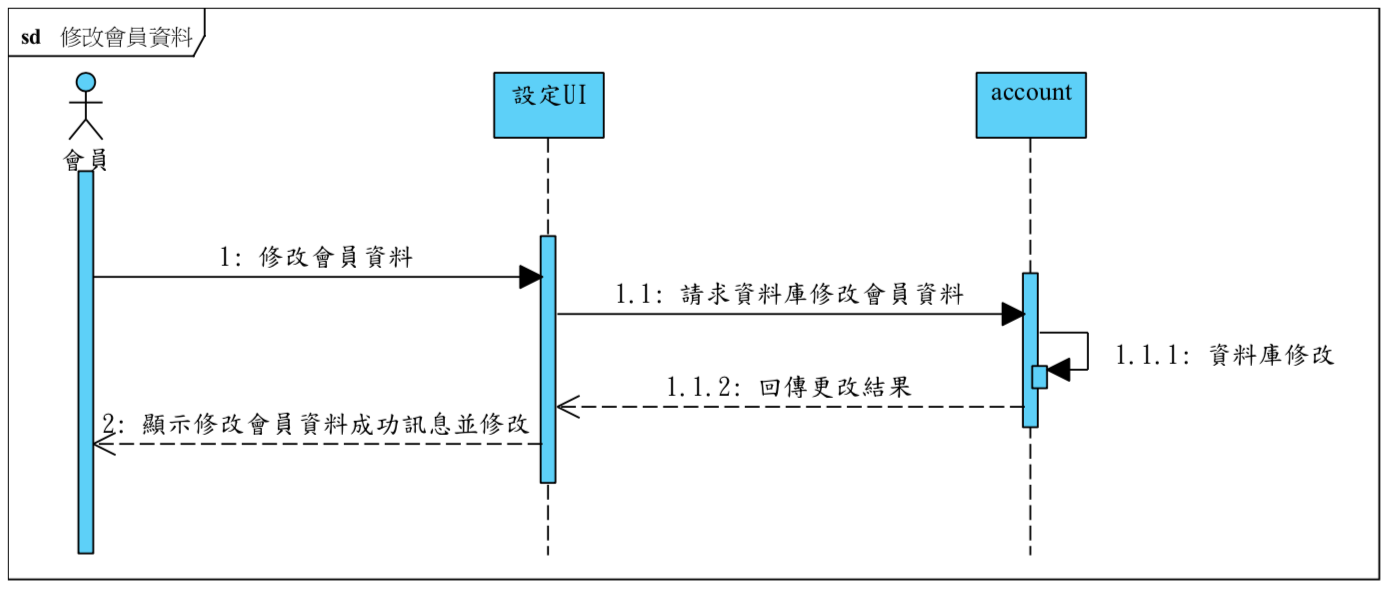 sd 修改會員資料
會員
設定UI
account
1: 修改會員資料
1.1: 請求資料庫修改會員資料
1.1.1: 資料庫修改
1.1.2: 回傳更改結果
2: 顯示修改會員資料成功訊息並修改